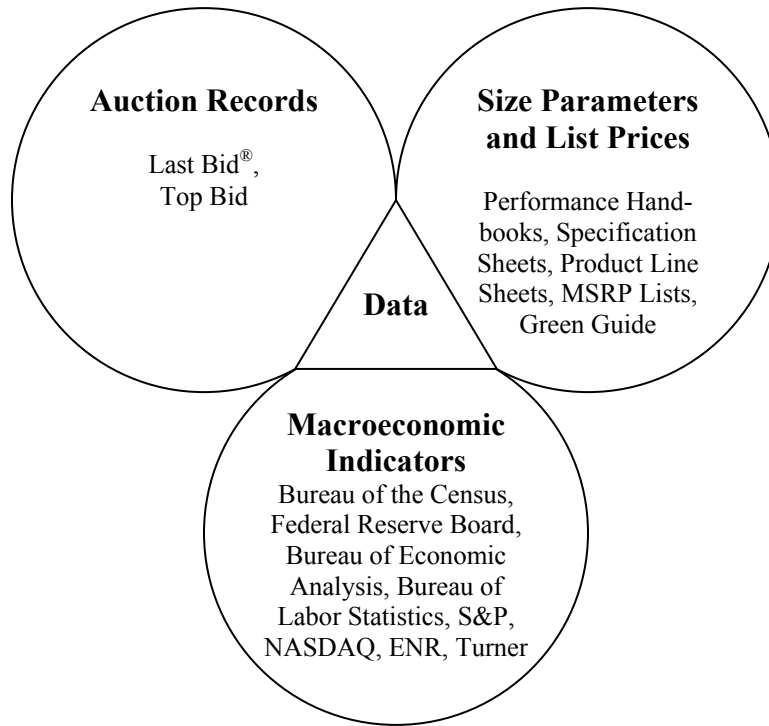 Auction Records
Last Bid®,
Top Bid
Size Parameters
and List Prices
Performance Hand-
books, Specification
Sheets, Product Line
Sheets, MSRP Lists,
Green Guide
Data
Macroeconomic
Indicators
Bureau of the Census,
Federal Reserve Board,
Bureau of Economic
Analysis, Bureau of
Labor Statistics, S&P,
NASDAQ, ENR, Turner